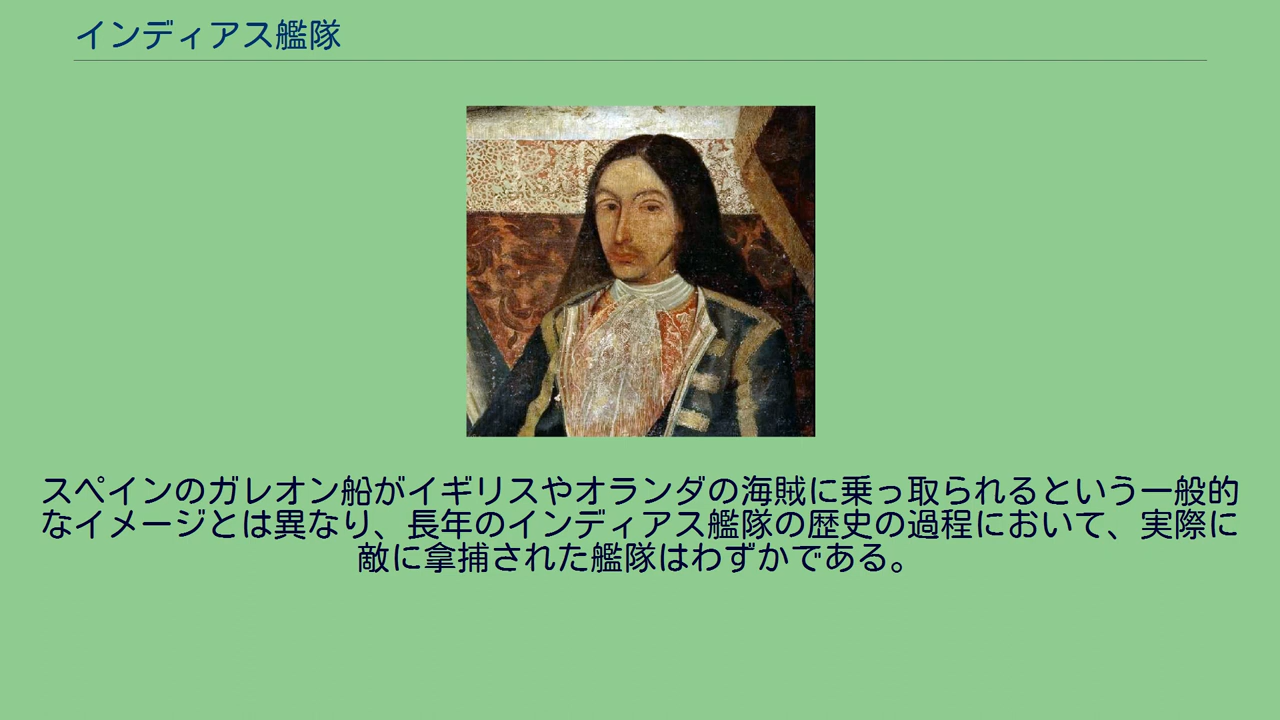 インディアス艦隊
スペインのガレオン船がイギリスやオランダの海賊に乗っ取られるという一般的
なイメージとは異なり、長年のインディアス艦隊の歴史の過程において、実際に
敵に拿捕された艦隊はわずかである。